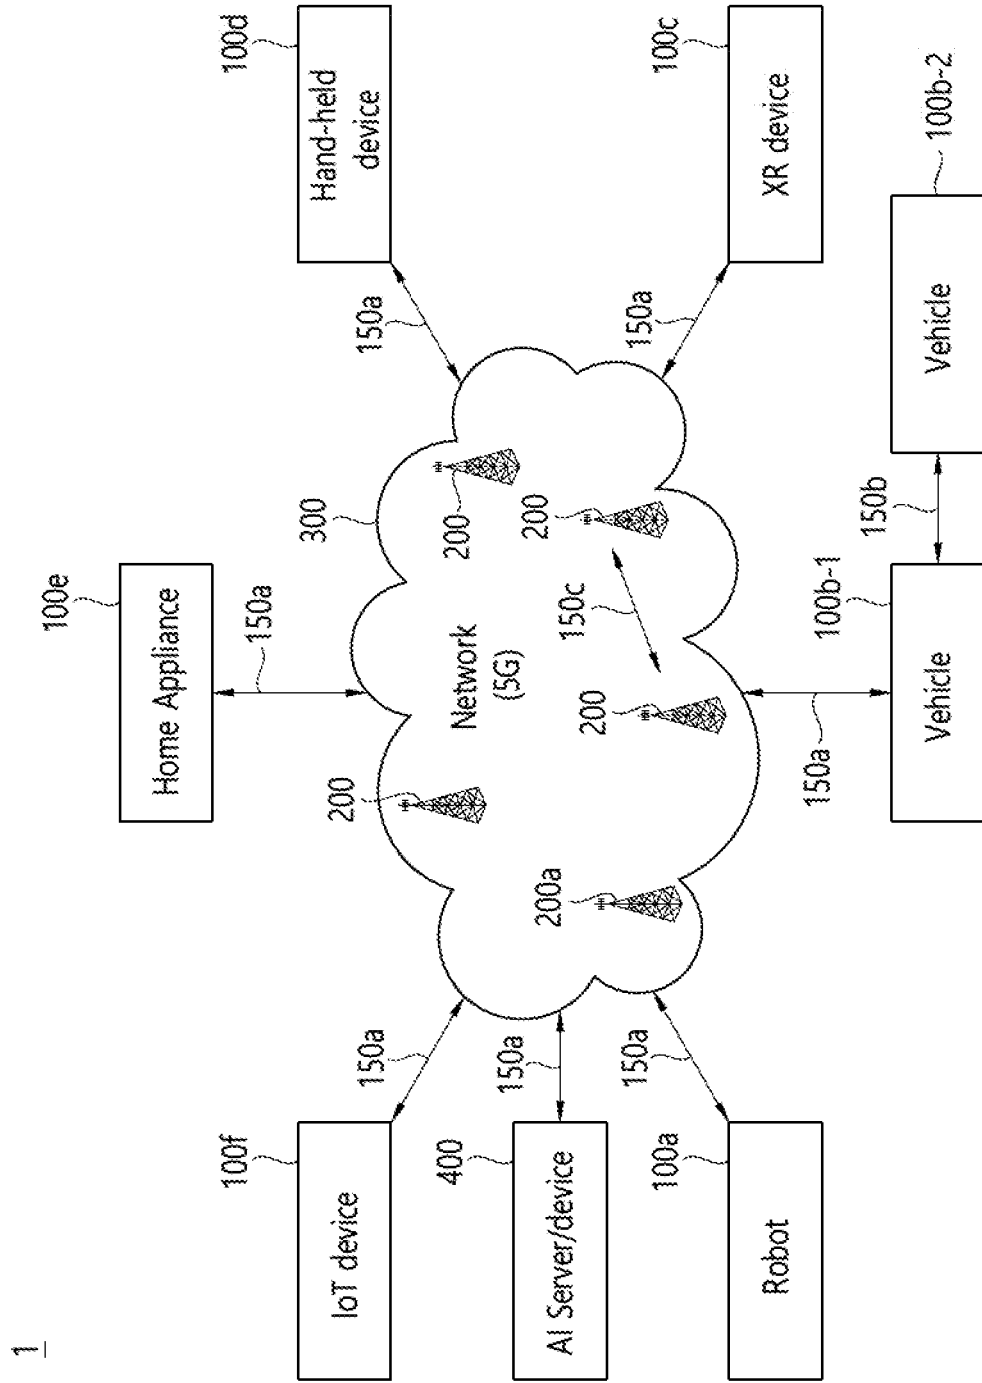 1
Home Appliance
100e
150a
IoT device
100f
150a
300
Hand-held
device
100d
150a
200
200
Network
(5G)
AI Server/device
400
150a
200a
200
150c
200
Robot
100a
150a
XR device
100c
150a
150a
Vehicle
100b-1
150b
Vehicle
100b-2